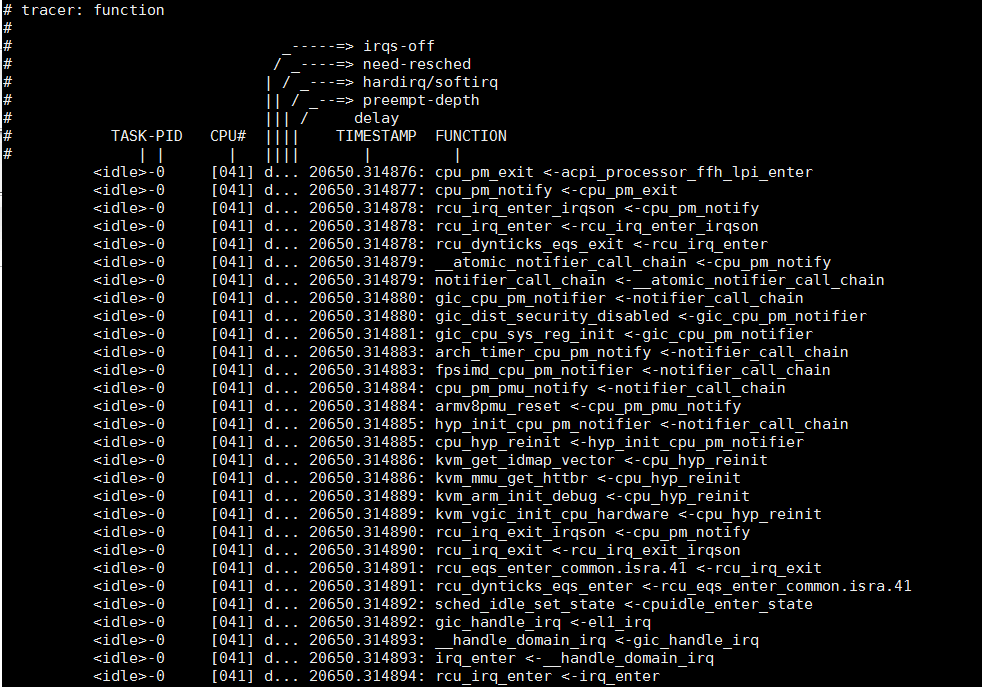 # tracer: function
#
#                              _-----=> irqs-off
#                             / _----=> need-resched
#                            | / _---=> hardirq/softirq
#                            || / _--=> preempt-depth
#                            ||| /     delay
#           TASK-PID   CPU#  ||||    TIMESTAMP  FUNCTION
#              | |       |   ||||       |         |
          <idle>-0     [041] d... 20650.314876: cpu_pm_exit <-acpi_processor_ffh_lpi_enter
          <idle>-0     [041] d... 20650.314877: cpu_pm_notify <-cpu_pm_exit
          <idle>-0     [041] d... 20650.314878: rcu_irq_enter_irqson <-cpu_pm_notify
          <idle>-0     [041] d... 20650.314878: rcu_irq_enter <-rcu_irq_enter_irqson
          <idle>-0     [041] d... 20650.314878: rcu_dynticks_eqs_exit <-rcu_irq_enter
          <idle>-0     [041] d... 20650.314879: __atomic_notifier_call_chain <-cpu_pm_notify
          <idle>-0     [041] d... 20650.314879: notifier_call_chain <-__atomic_notifier_call_chain
          <idle>-0     [041] d... 20650.314880: gic_cpu_pm_notifier <-notifier_call_chain
          <idle>-0     [041] d... 20650.314880: gic_dist_security_disabled <-gic_cpu_pm_notifier
          <idle>-0     [041] d... 20650.314881: gic_cpu_sys_reg_init <-gic_cpu_pm_notifier
          <idle>-0     [041] d... 20650.314883: arch_timer_cpu_pm_notify <-notifier_call_chain
          <idle>-0     [041] d... 20650.314883: fpsimd_cpu_pm_notifier <-notifier_call_chain
          <idle>-0     [041] d... 20650.314884: cpu_pm_pmu_notify <-notifier_call_chain
          <idle>-0     [041] d... 20650.314884: armv8pmu_reset <-cpu_pm_pmu_notify
          <idle>-0     [041] d... 20650.314885: hyp_init_cpu_pm_notifier <-notifier_call_chain
          <idle>-0     [041] d... 20650.314885: cpu_hyp_reinit <-hyp_init_cpu_pm_notifier
          <idle>-0     [041] d... 20650.314886: kvm_get_idmap_vector <-cpu_hyp_reinit
          <idle>-0     [041] d... 20650.314886: kvm_mmu_get_httbr <-cpu_hyp_reinit
          <idle>-0     [041] d... 20650.314889: kvm_arm_init_debug <-cpu_hyp_reinit
          <idle>-0     [041] d... 20650.314889: kvm_vgic_init_cpu_hardware <-cpu_hyp_reinit
          <idle>-0     [041] d... 20650.314890: rcu_irq_exit_irqson <-cpu_pm_notify
          <idle>-0     [041] d... 20650.314890: rcu_irq_exit <-rcu_irq_exit_irqson
          <idle>-0     [041] d... 20650.314891: rcu_eqs_enter_common.isra.41 <-rcu_irq_exit
          <idle>-0     [041] d... 20650.314891: rcu_dynticks_eqs_enter <-rcu_eqs_enter_common.isra.41
          <idle>-0     [041] d... 20650.314892: sched_idle_set_state <-cpuidle_enter_state
          <idle>-0     [041] d... 20650.314892: gic_handle_irq <-el1_irq
          <idle>-0     [041] d... 20650.314893: __handle_domain_irq <-gic_handle_irq
          <idle>-0     [041] d... 20650.314893: irq_enter <-__handle_domain_irq
          <idle>-0     [041] d... 20650.314894: rcu_irq_enter <-irq_enter